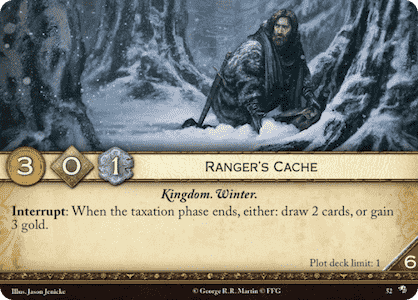 3 0 1 RANGER'S CACHE
Kingdom. Winter.
Interrupt: When the taxation phase ends, either: draw 2 cards, or gain
3 gold.
Plot deck limit: 1
6
Illus. Jason Jenicke © George R.R. Martin © FFG 52